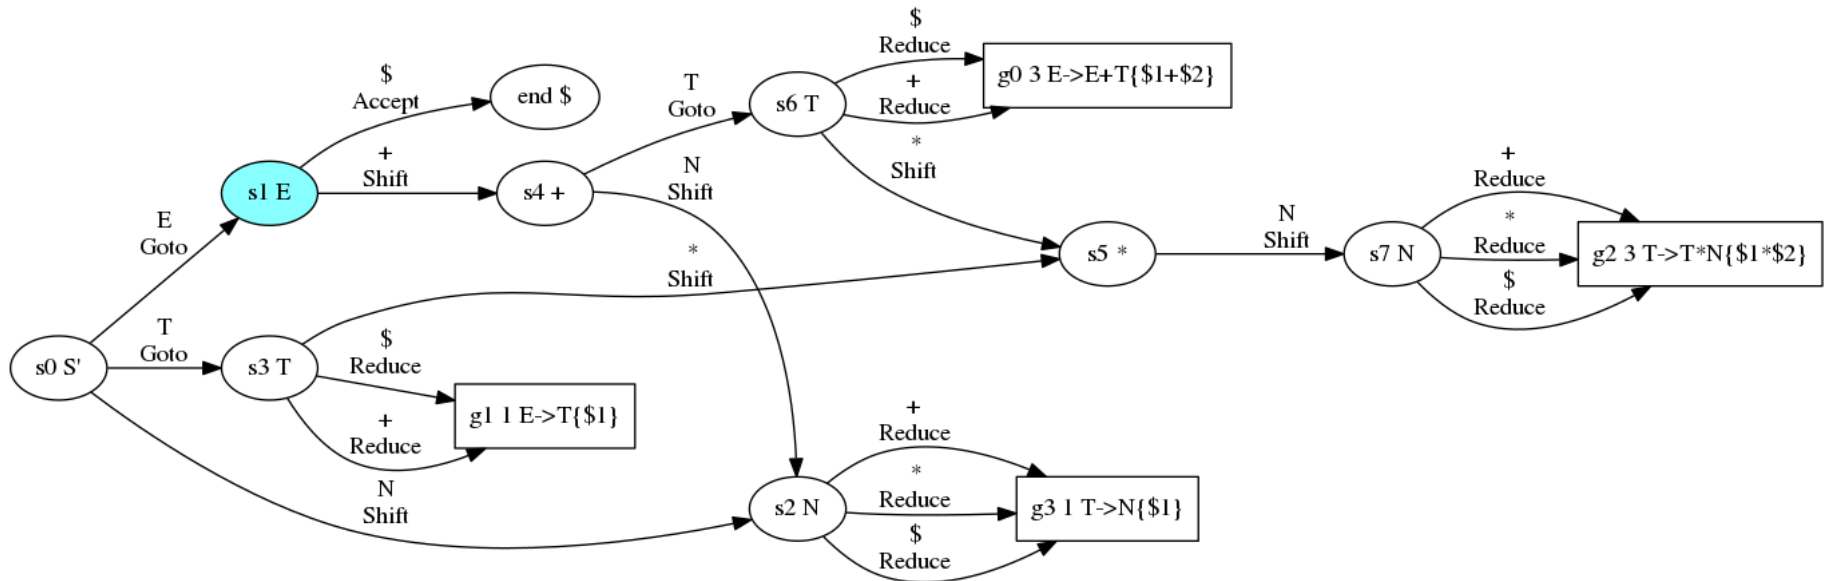 $
Reduce
g0 3 E->E+T{$1+$2}
+
Reduce
$
Accept
end $
T
Goto
s6 T
*
Shift
+
Shift
s1 E
s4 +
N
Shift
E
Goto
*
Shift
s5 *
N
Shift
s7 N
+
Reduce
*
Reduce
g2 3 T->T*N{$1*$2}
$
Reduce
s0 S'
T
Goto
s3 T
$
Reduce
g1 1 E->T{$1}
+
Reduce
N
Shift
s2 N
+
Reduce
*
Reduce
g3 1 T->N{$1}
$
Reduce